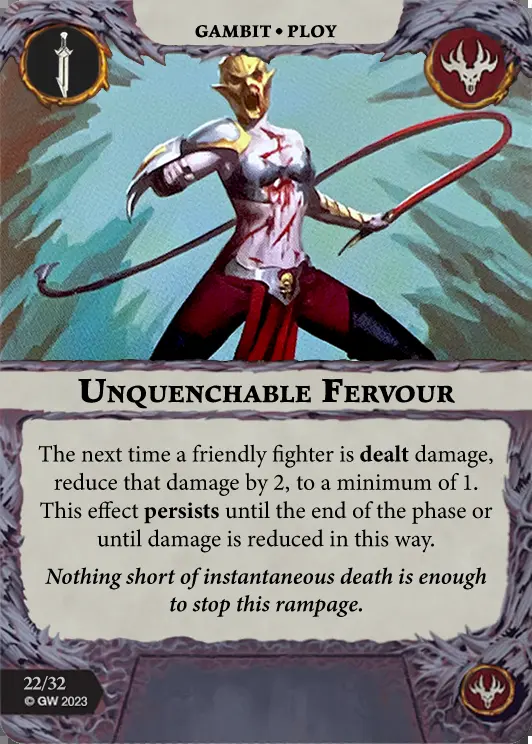 GAMBIT • PLOY
UNQUENCHABLE FERVOUR
The next time a friendly fighter is dealt damage,
reduce that damage by 2, to a minimum of 1.
This effect persists until the end of the phase or
until damage is reduced in this way.
Nothing short of instantaneous death is enough
to stop this rampage.
22/32
© GW 2023